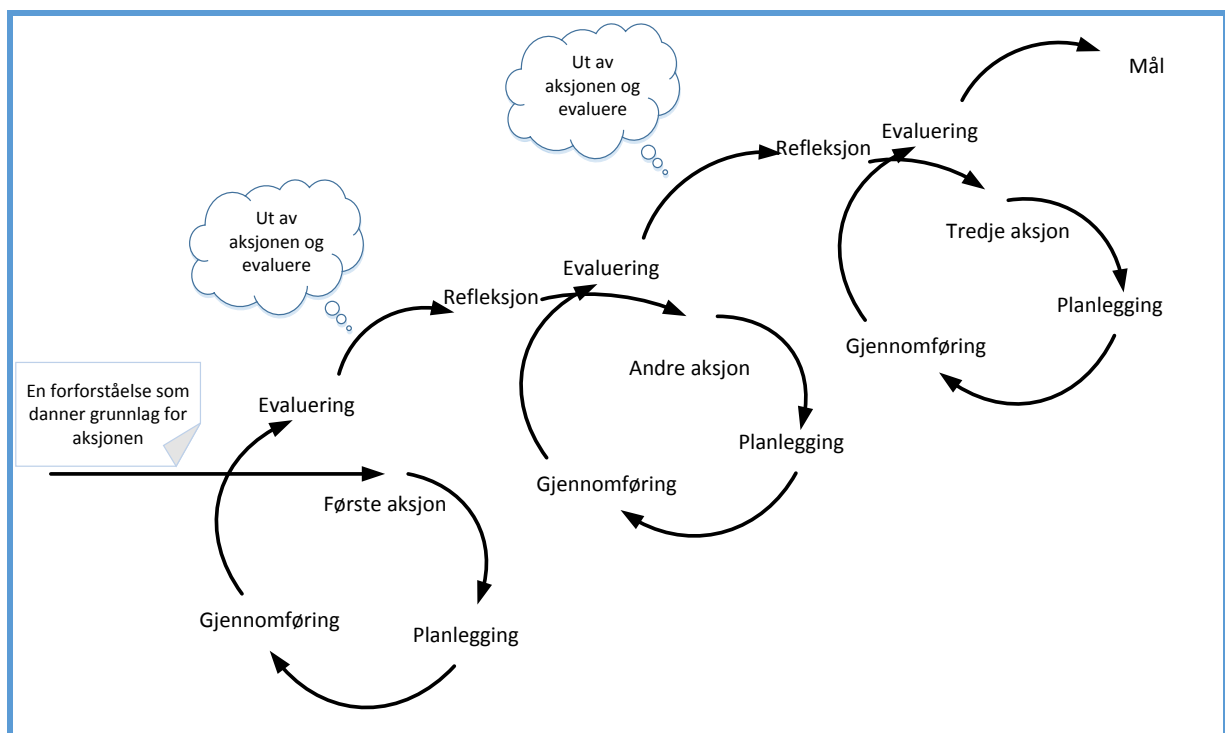 En forforståelse som
danner grunnlag for
aksjonen
Første aksjon
Planlegging
Gjennomføring
Evaluering
Ut av
aksjonen og
evaluere
Refleksjon
Andre aksjon
Planlegging
Gjennomføring
Evaluering
Ut av
aksjonen og
evaluere
Refleksjon
Tredje aksjon
Planlegging
Gjennomføring
Evaluering
Mål